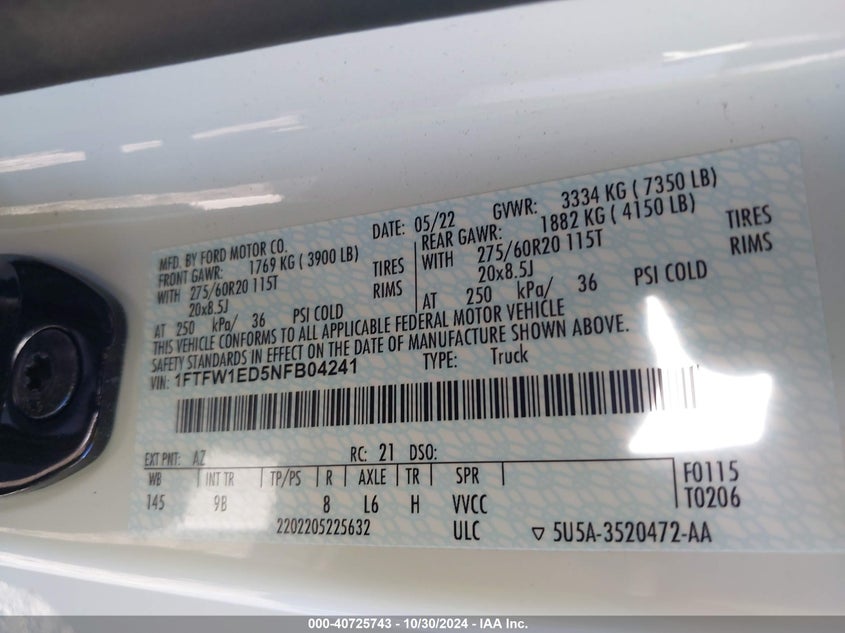 MFD. BY FORD MOTOR CO.
DATE: 05/22 GVWR: 3334 KG ( 7350 LB)
FRONT GAWR: 1769 KG ( 3900 LB)
REAR GAWR: 1882 KG ( 4150 LB)
WITH 275/60R20 115T TIRES
WITH 275/60R20 115T TIRES
20x8.5J RIMS
20x8.5J RIMS
AT 250 kPa/ 36 PSI COLD
AT 250 kPa/ 36 PSI COLD
THIS VEHICLE CONFORMS TO ALL APPLICABLE FEDERAL MOTOR VEHICLE
SAFETY STANDARDS IN EFFECT ON THE DATE OF MANUFACTURE SHOWN ABOVE.
VIN: 1FTFW1ED5NFB04241 TYPE: Truck
EXT PNT: AZ RC: 21 DSO:
WB INT TR TP/PS R AXLE TR SPR F0115
145 9B 8 L6 H VVCC T0206
2202205225632 ULC ▽ 5U5A-3520472-AA
000-40725743 / 10/30/2024 - IAA Inc.